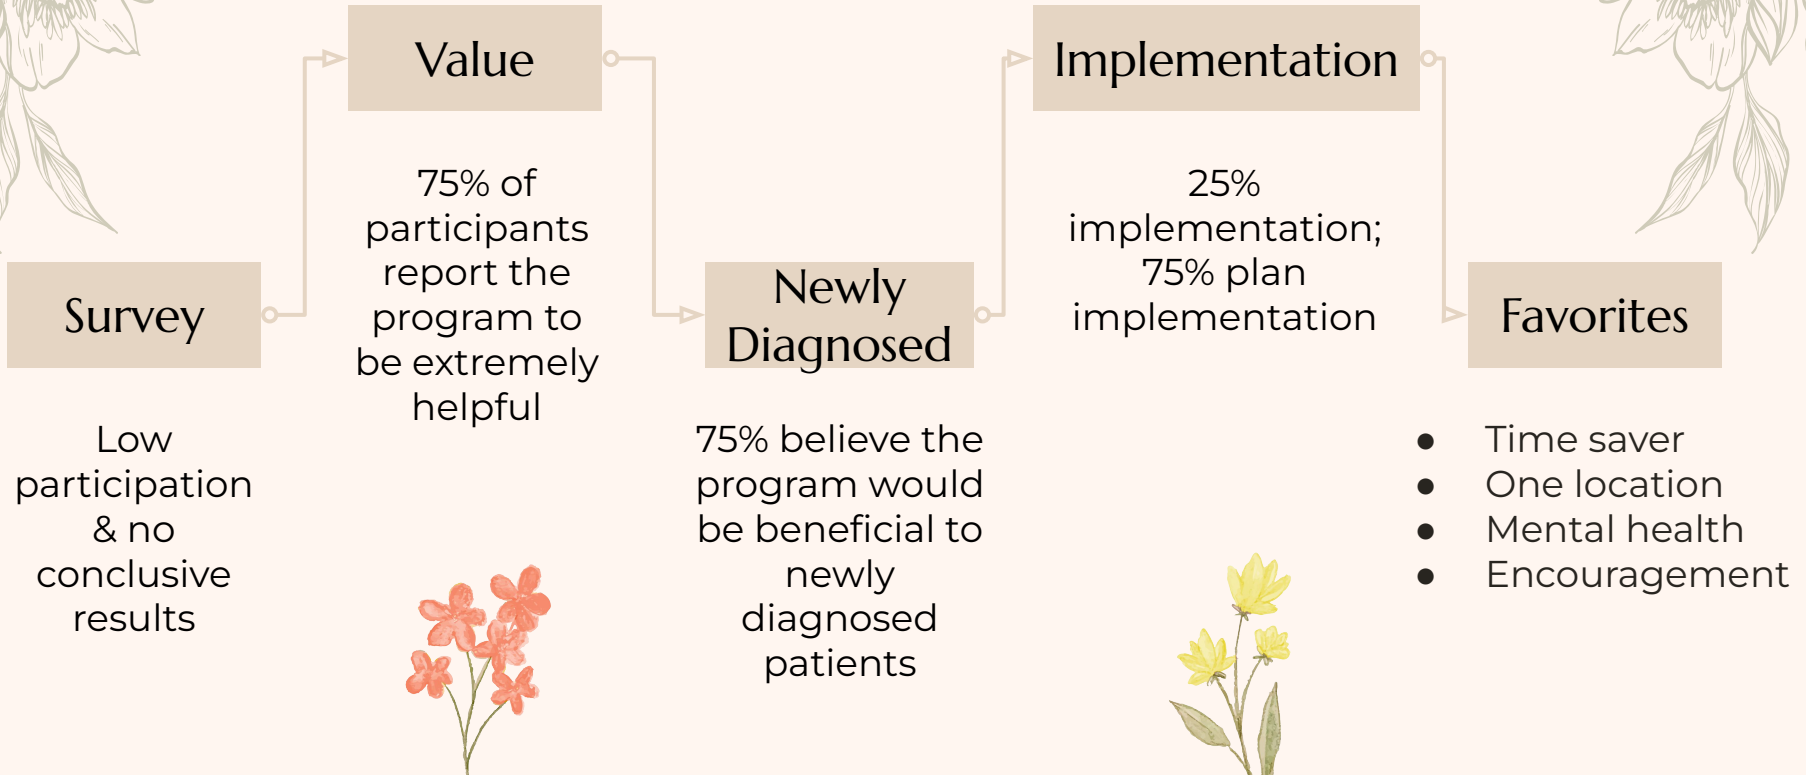 Survey
Low
participation
& no
conclusive
results
Value
75% of
participants
report the
program to
be extremely
helpful
Newly
Diagnosed
75% believe the
program would
be beneficial to
newly
diagnosed
patients
Implementation
25%
implementation;
75% plan
implementation
Favorites
● Time saver
● One location
● Mental health
● Encouragement